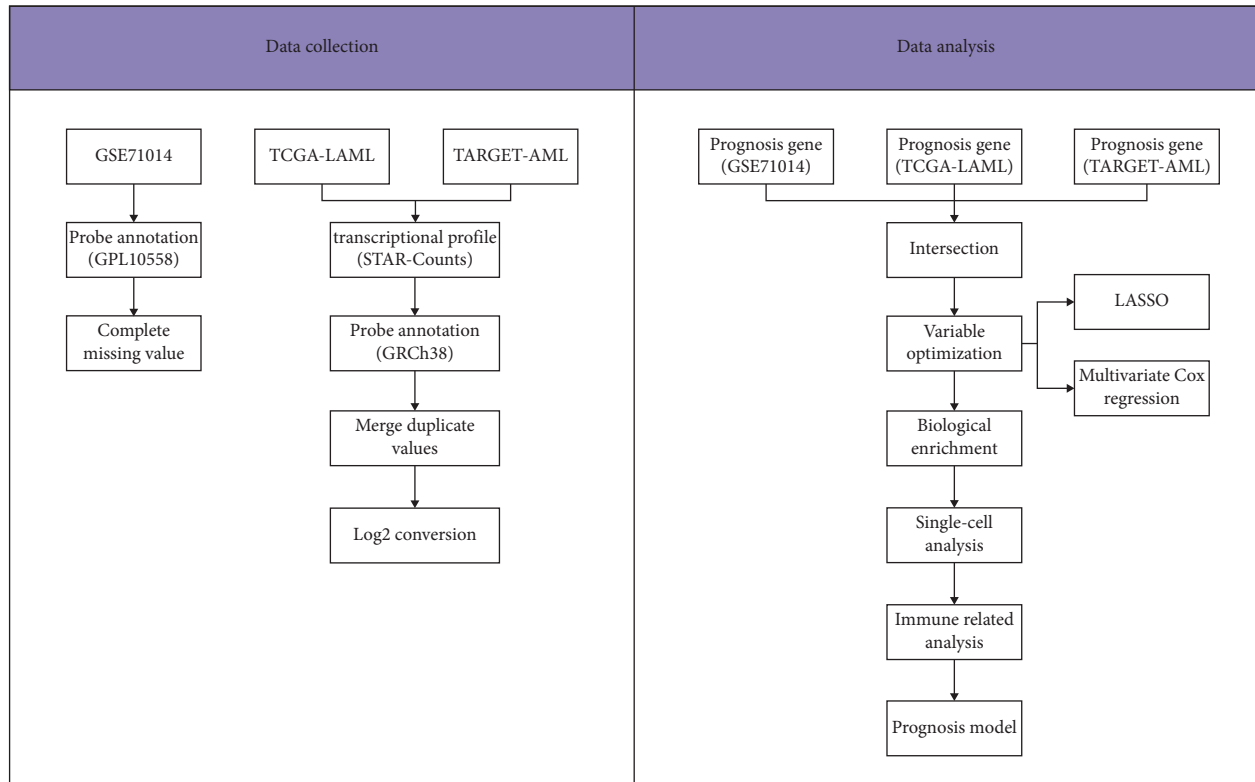 Data collection
Data analysis
GSE71014
TCGA-LAML
TARGET-AML
Probe annotation
(GPL10558)
Complete
missing value
transcriptional profile
(STAR-Counts)
Probe annotation
(GRCh38)
Merge duplicate
values
Log2 conversion
Prognosis gene
(GSE71014)
Prognosis gene
(TCGA-LAML)
Prognosis gene
(TARGET-AML)
Intersection
Variable
optimization
LASSO
Multivariate Cox
regression
Biological
enrichment
Single-cell
analysis
Immune related
analysis
Prognosis model